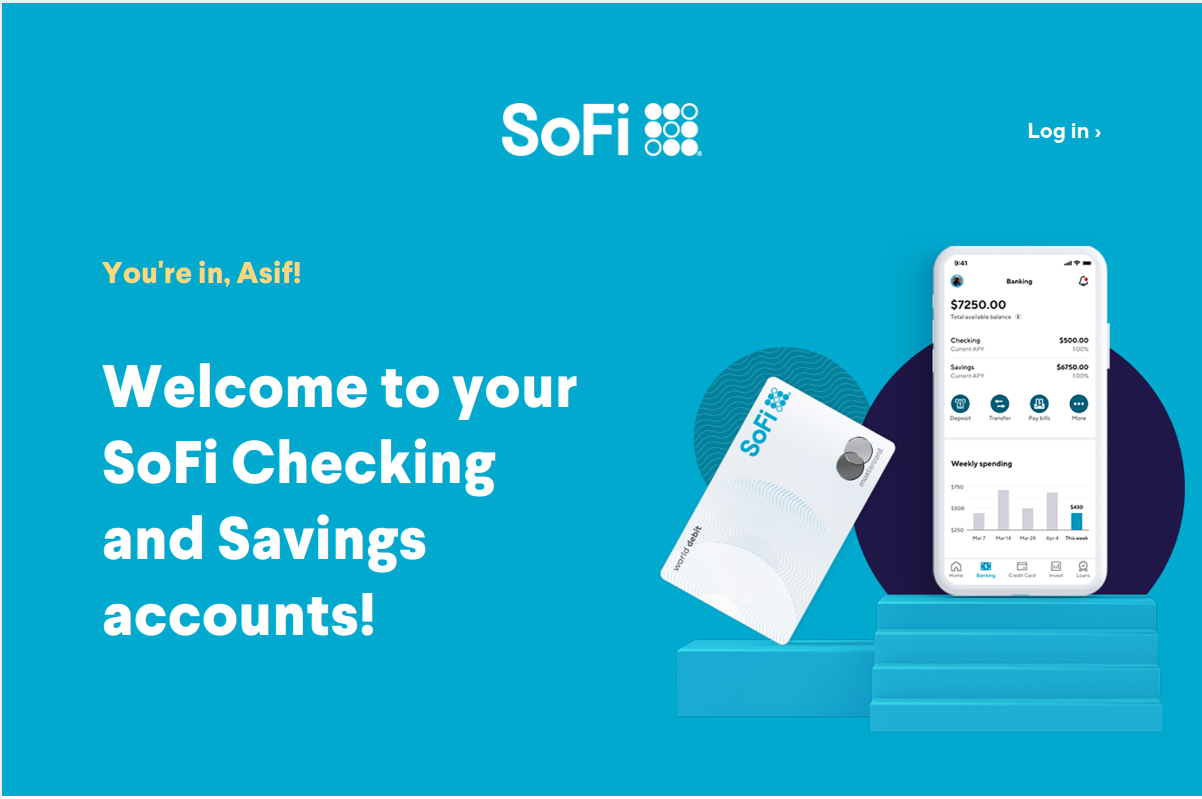 SoFi
Log in ›
You're in, Asif!
Welcome to your
SoFi Checking
and Savings
accounts!
SoFi
mastercard
world debit
9:41
Banking
$7250.00
Total available balance
Checking $500.00
Current APY 1.00%
Savings $6750.00
Current APY 1.00%
Deposit Transfer Pay bills More
Weekly spending
$750
$500
$250
$430
Mar 7 Mar 14 Mar 28 Apr 4 This week
Home Banking Credit Card Invest Loans